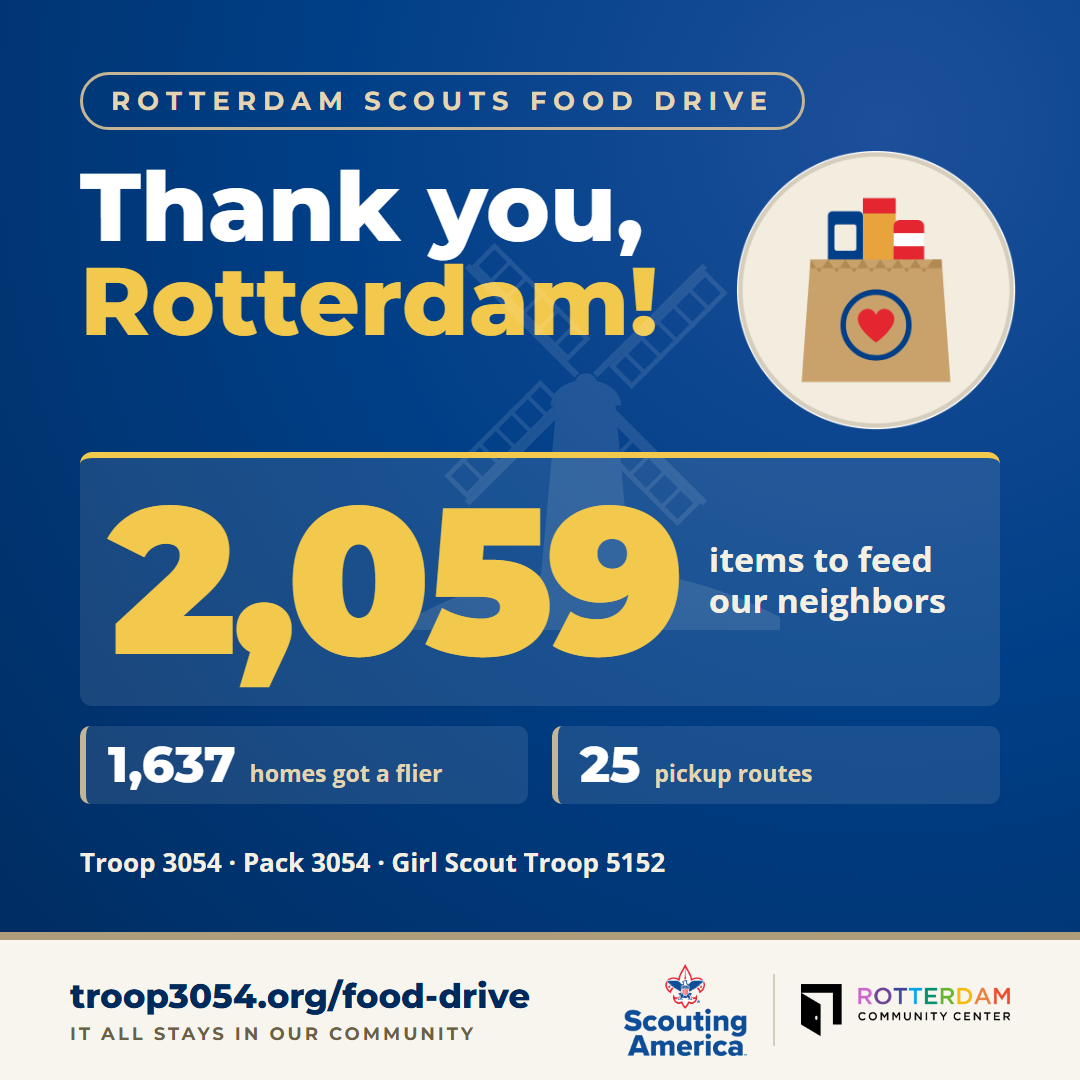 ROTTERDAM SCOUTS FOOD DRIVE
Thank you,
Rotterdam!
2,059
items to feed
our neighbors
1,637 homes got a flier
25 pickup routes
Troop 3054 · Pack 3054 · Girl Scout Troop 5152
troop3054.org/food-drive
IT ALL STAYS IN OUR COMMUNITY
Scouting
America
ROTTERDAM
COMMUNITY CENTER